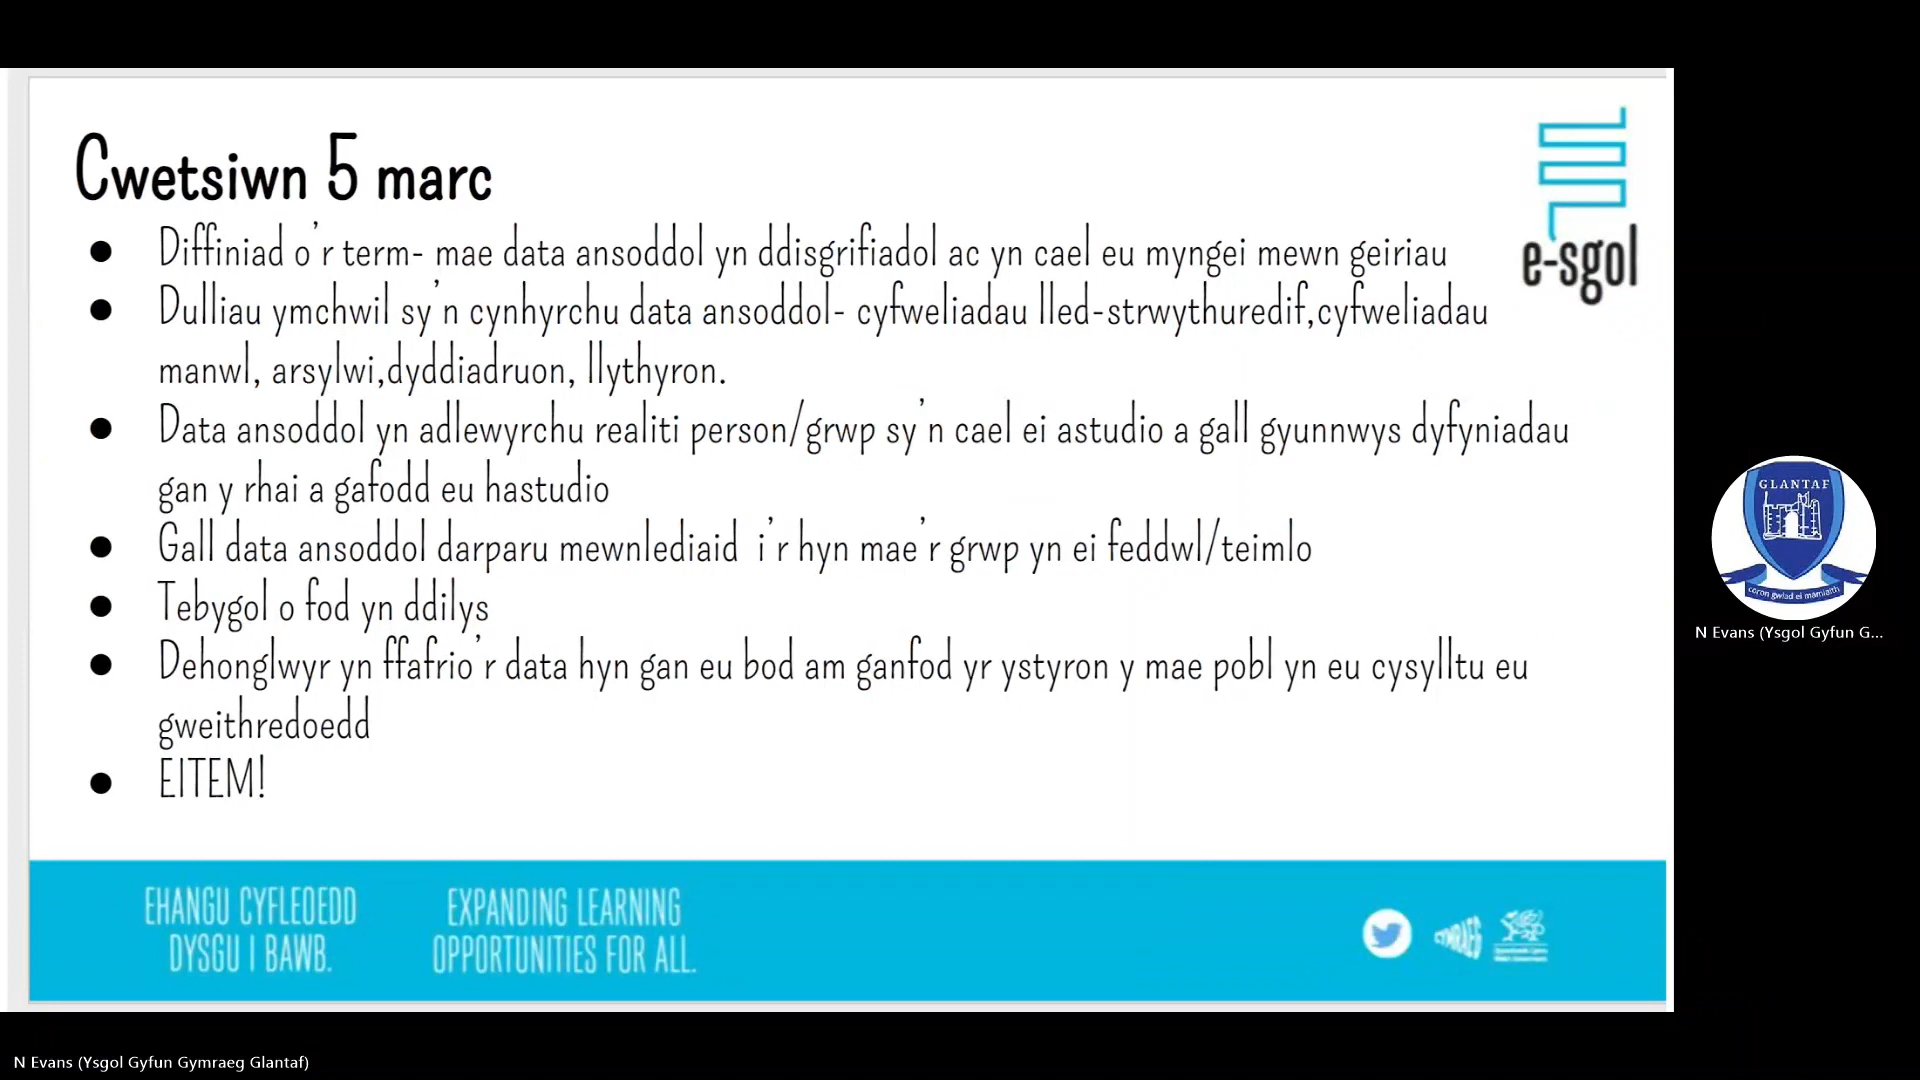 Cwetsiwn 5 marc
● Diffiniad o'r term- mae data ansoddol yn ddisgrifiadol ac yn cael eu myngei mewn geiriau
● Dulliau ymchwil sy'n cynhyrchu data ansoddol- cyfweliadau lled-strwythuredif,cyfweliadau
manwl, arsylwi,dyddiadruon, llythyron.
● Data ansoddol yn adlewyrchu realiti person/grwp sy'n cael ei astudio a gall gyunnwys dyfyniadau
gan y rhai a gafodd eu hastudio
● Gall data ansoddol darparu mewnlediaid i'r hyn mae'r grwp yn ei feddwl/teimlo
● Tebygol o fod yn ddilys
● Dehonglwyr yn ffafrio'r data hyn gan eu bod am ganfod yr ystyron y mae pobl yn eu cysylltu eu
gweithredoedd
● EITEM!
e-sgol
EHANGU CYFLEOEDD
DYSGU I BAWB.
EXPANDING LEARNING
OPPORTUNITIES FOR ALL.
CYMRAEG
GLANTAF
coron gwlad ei mamiaith
N Evans (Ysgol Gyfun G...
N Evans (Ysgol Gyfun Gymraeg Glantaf)